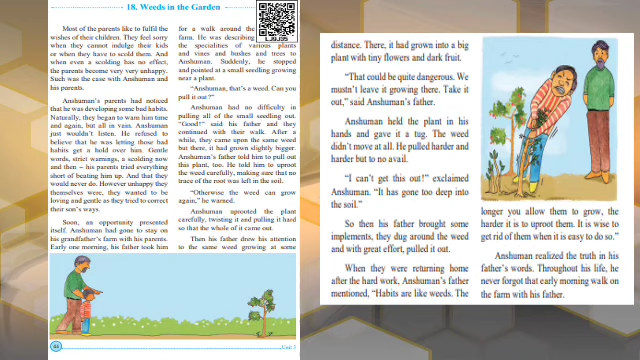 18. Weeds in the Garden
L.J9J95
Most of the parents like to fulfil the
wishes of their children. They feel sorry
when they cannot indulge their kids
or when they have to scold them. And
when even a scolding has no effect,
the parents become very very unhappy.
Such was the case with Anshuman and
his parents.
Anshuman's parents had noticed
that he was developing some bad habits.
Naturally, they began to warn him time
and again, but all in vain. Anshuman
just wouldn't listen. He refused to
believe that he was letting those bad
habits get a hold over him. Gentle
words, strict warnings, a scolding now
and then – his parents tried everything
short of beating him up. And that they
would never do. However unhappy they
themselves were, they wanted to be
loving and gentle as they tried to correct
their son's ways.
Soon, an opportunity presented
itself. Anshuman had gone to stay on
his grandfather's farm with his parents.
Early one morning, his father took him
for a walk around the
farm. He was describing
the specialities of various plants
and vines and bushes and trees to
Anshuman. Suddenly, he stopped
and pointed at a small seedling growing
near a plant.
"Anshuman, that's a weed. Can you
pull it out ?"
Anshuman had no difficulty in
pulling all of the small seedling out.
"Good!" said his father and they
continued with their walk. After a
while, they came upon the same weed
but there, it had grown slightly bigger.
Anshuman's father told him to pull out
this plant, too. He told him to uproot
the weed carefully, making sure that no
trace of the root was left in the soil.
"Otherwise the weed can grow
again," he warned.
Anshuman uprooted the plant
carefully, twisting it and pulling it hard
so that the whole of it came out.
Then his father drew his attention
to the same weed growing at some
44
Unit 2
distance. There, it had grown into a big
plant with tiny flowers and dark fruit.
"That could be quite dangerous. We
mustn't leave it growing there. Take it
out," said Anshuman's father.
Anshuman held the plant in his
hands and gave it a tug. The weed
didn't move at all. He pulled harder and
harder but to no avail.
"I can't get this out!" exclaimed
Anshuman. "It has gone too deep into
the soil."
So then his father brought some
implements, they dug around the weed
and with great effort, pulled it out.
When they were returning home
after the hard work, Anshuman's father
mentioned, "Habits are like weeds. The
longer you allow them to grow, the
harder it is to uproot them. It is wise to
get rid of them when it is easy to do so."
Anshuman realized the truth in his
father's words. Throughout his life, he
never forgot that early morning walk on
the farm with his father.